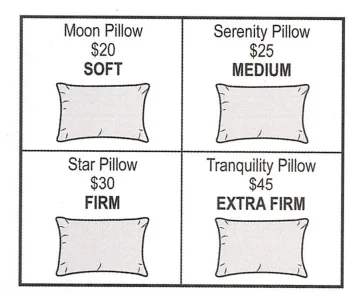 Moon Pillow
$20
SOFT
Serenity Pillow
$25
MEDIUM
Star Pillow
$30
FIRM
Tranquility Pillow
$45
EXTRA FIRM